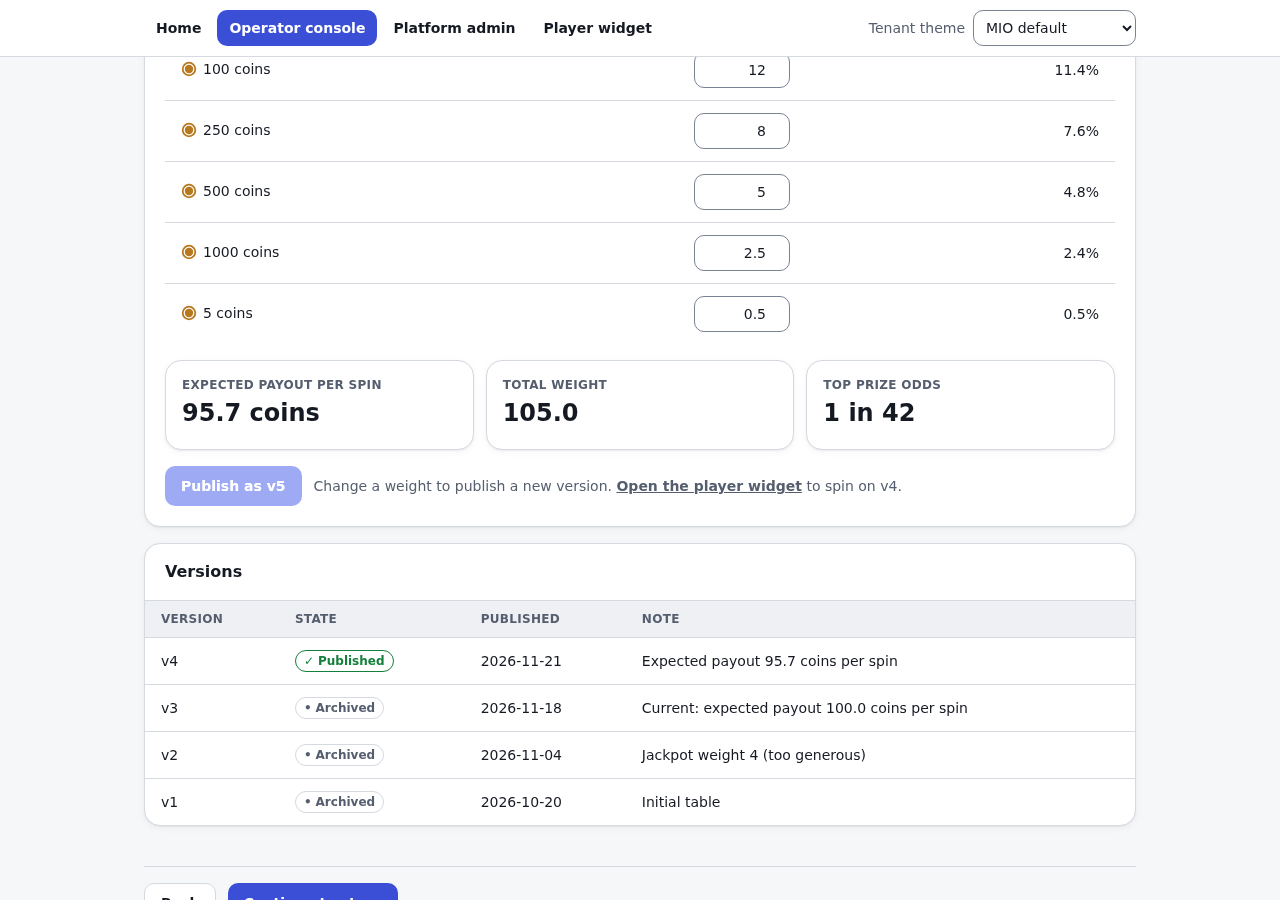 Home Operator console Platform admin Player widget Tenant theme MIO default
100 coins 12 11.4%
250 coins 8 7.6%
500 coins 5 4.8%
1000 coins 2.5 2.4%
5 coins 0.5 0.5%
EXPECTED PAYOUT PER SPIN TOTAL WEIGHT TOP PRIZE ODDS
95.7 coins 105.0 1 in 42
Publish as v5 Change a weight to publish a new version. Open the player widget to spin on v4.
Versions
VERSION STATE PUBLISHED NOTE
v4 ✓ Published 2026-11-21 Expected payout 95.7 coins per spin
v3 • Archived 2026-11-18 Current: expected payout 100.0 coins per spin
v2 • Archived 2026-11-04 Jackpot weight 4 (too generous)
v1 • Archived 2026-10-20 Initial table